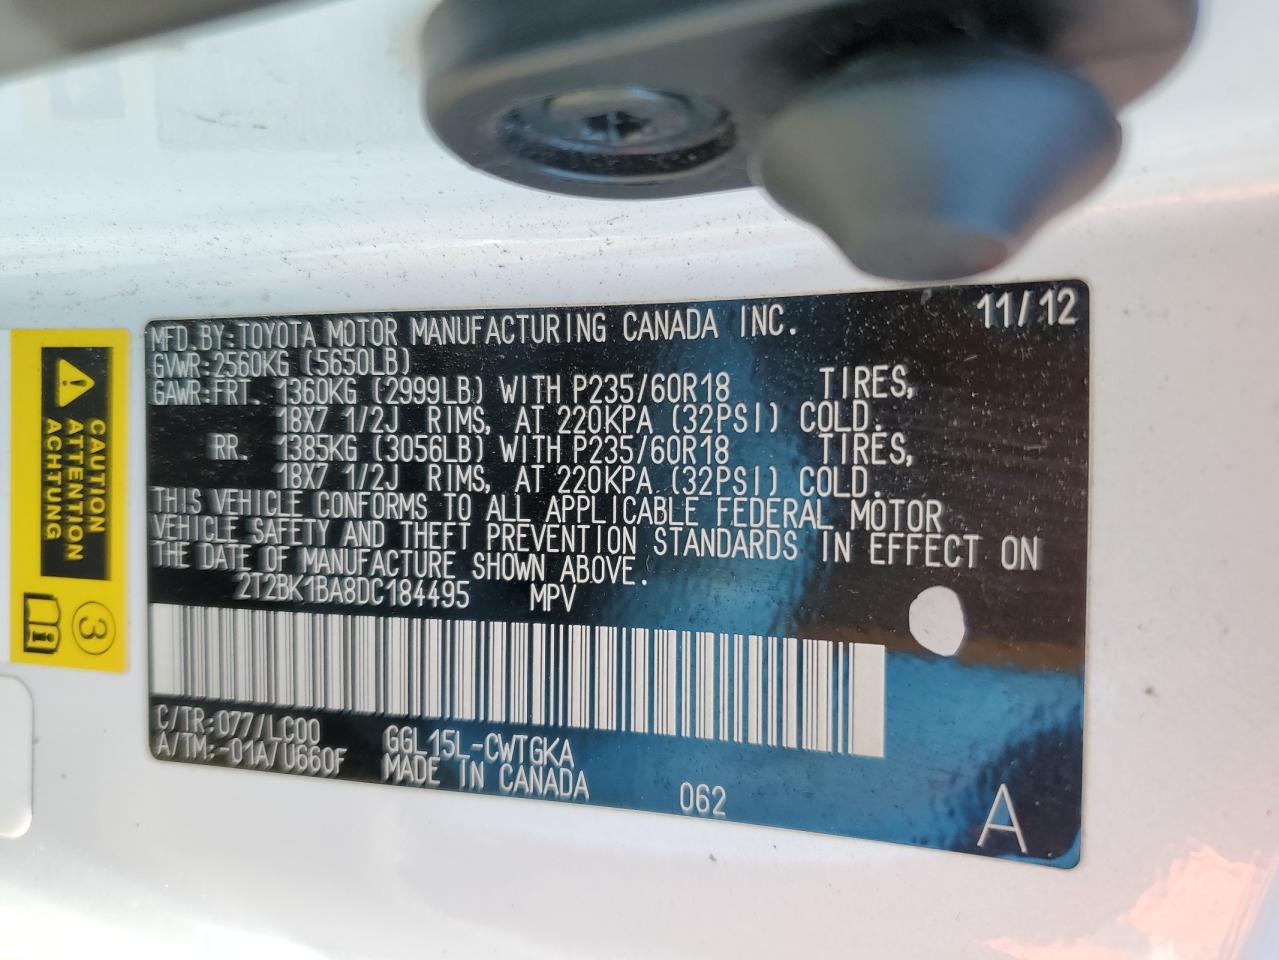 11/12
MFD.BY:TOYOTA MOTOR MANUFACTURING CANADA INC.
GVWR:2560KG (5650LB)
GAWR:FRT. 1360KG (2999LB) WITH P235/60R18 TIRES,
18X7 1/2J RIMS, AT 220KPA (32PSI) COLD.
RR. 1385KG (3056LB) WITH P235/60R18 TIRES,
18X7 1/2J RIMS, AT 220KPA (32PSI) COLD.
THIS VEHICLE CONFORMS TO ALL APPLICABLE FEDERAL MOTOR
VEHICLE SAFETY AND THEFT PREVENTION STANDARDS IN EFFECT ON
THE DATE OF MANUFACTURE SHOWN ABOVE.
2T2BK1BA8DC184495 MPV
C/TR:077/LC00 GGL15L-CWTGKA
A/TM:-01A/U660F MADE IN CANADA 062 A
CAUTION
ATTENTION
ACHTUNG
3